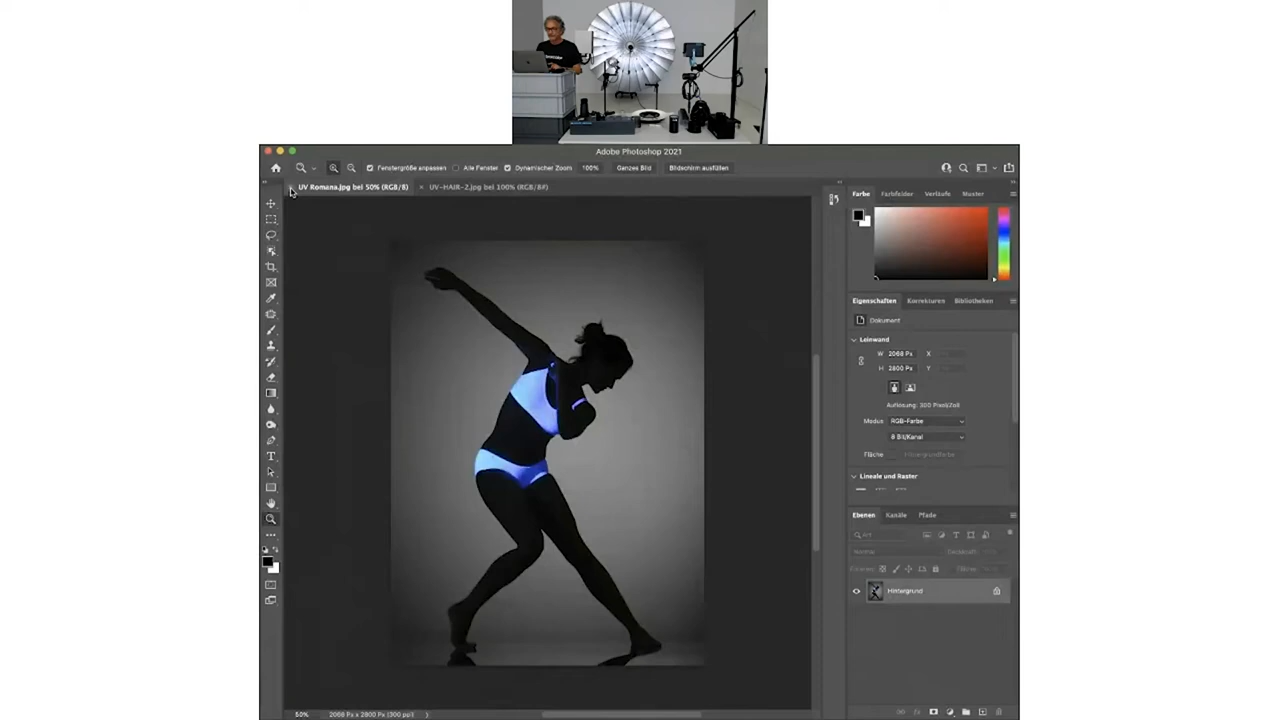 Adobe Photoshop 2021
Fenstergröße anpassen Alle Fenster Dynamischer Zoom 100% Ganzes Bild Bildschirm ausfüllen
UV Romana.jpg bei 50% (RGB/8) × UV-HAIR-2.jpg bei 100% (RGB/8#)
Farbe Farbfelder Verläufe Muster
Eigenschaften Korrekturen Bibliotheken
Dokument
Leinwand
W 2068 Px X
H 2800 Px Y
Auflösung: 300 Pixel/Zoll
Modus RGB-Farbe
8 Bit/Kanal
Fläche Hintergrundfarbe
Lineale und Raster
Ebenen Kanäle Pfade
Art
Normal
Hintergrund
50% 2068 Px x 2800 Px (300 ppi)